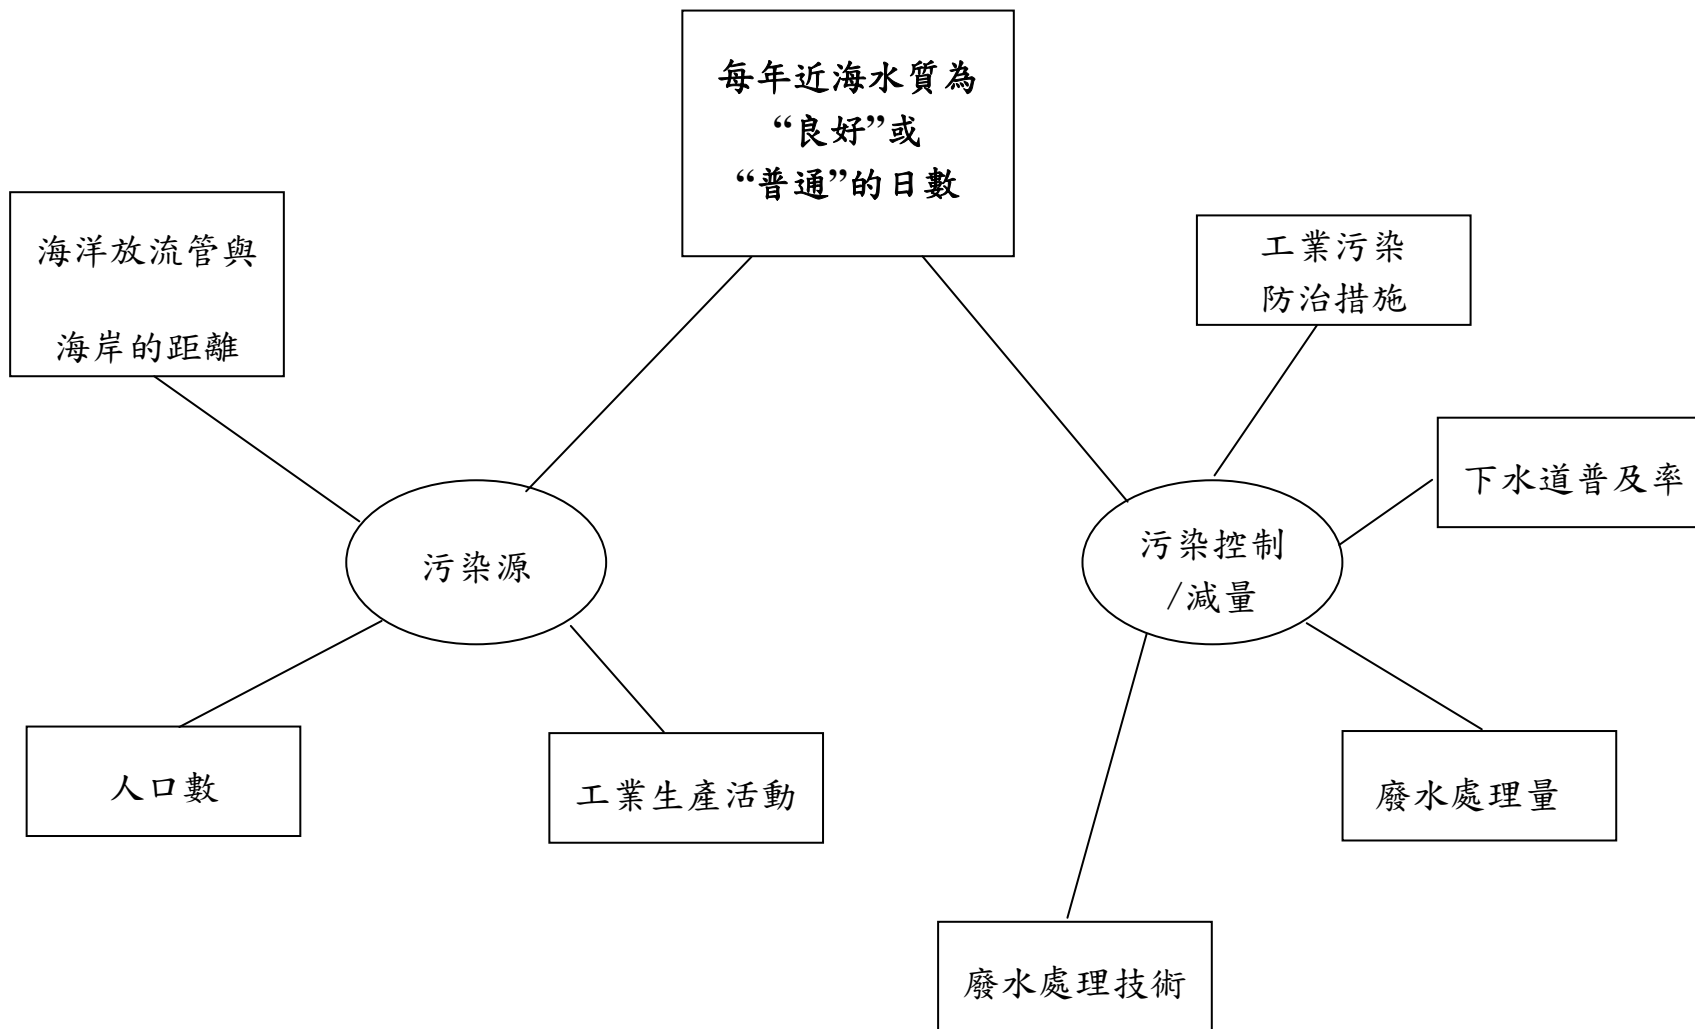 每年近海水質為
“良好”或
“普通”的日數
海洋放流管與
海岸的距離
工業污染
防治措施
下水道普及率
污染源
污染控制
/減量
人口數
工業生產活動
廢水處理量
廢水處理技術